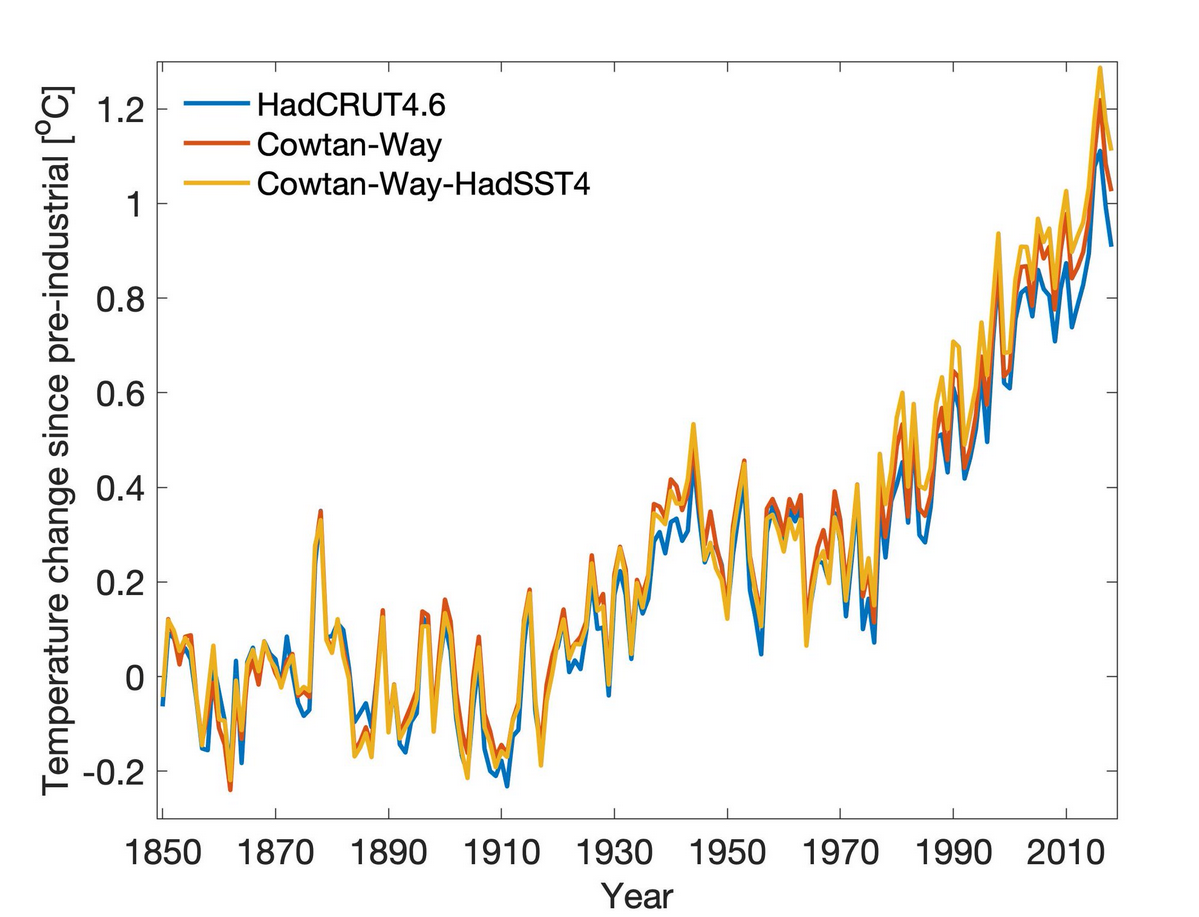 HadCRUT4.6
Cowtan-Way
Cowtan-Way-HadSST4
Temperature change since pre-industrial [°C]
1.2
1
0.8
0.6
0.4
0.2
0
-0.2
1850 1870 1890 1910 1930 1950 1970 1990 2010
Year